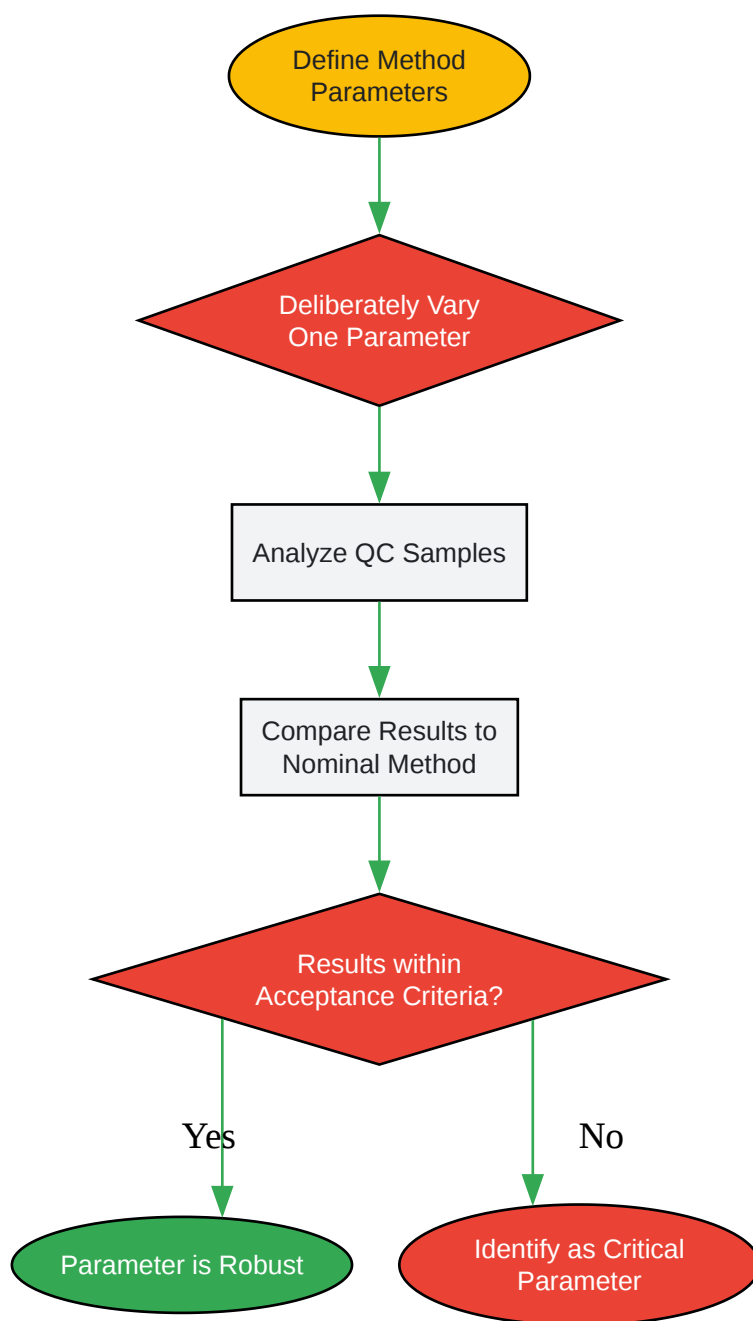 Define Method
Parameters
Deliberately Vary
One Parameter
Analyze QC Samples
Compare Results to
Nominal Method
Results within
Acceptance Criteria?
Yes
No
Parameter is Robust
Identify as Critical
Parameter